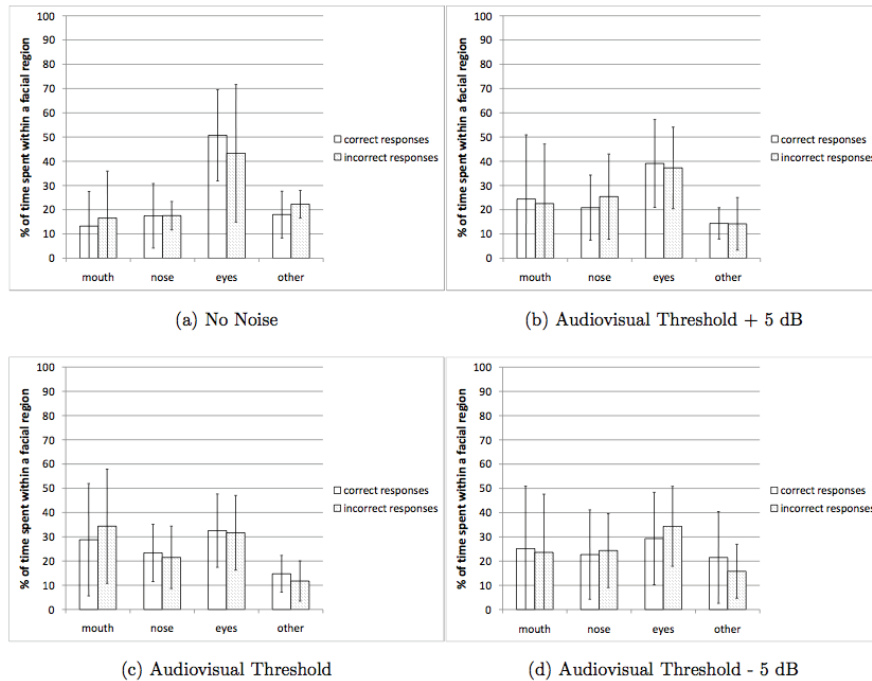 % of time spent within a facial region
100
90
80
70
60
50
40
30
20
10
0
mouth nose eyes other
correct responses
incorrect responses
(a) No Noise
% of time spent within a facial region
100
90
80
70
60
50
40
30
20
10
0
mouth nose eyes other
correct responses
incorrect responses
(b) Audiovisual Threshold + 5 dB
% of time spent within a facial region
100
90
80
70
60
50
40
30
20
10
0
mouth nose eyes other
correct responses
incorrect responses
(c) Audiovisual Threshold
% of time spent within a facial region
100
90
80
70
60
50
40
30
20
10
0
mouth nose eyes other
correct responses
incorrect responses
(d) Audiovisual Threshold - 5 dB